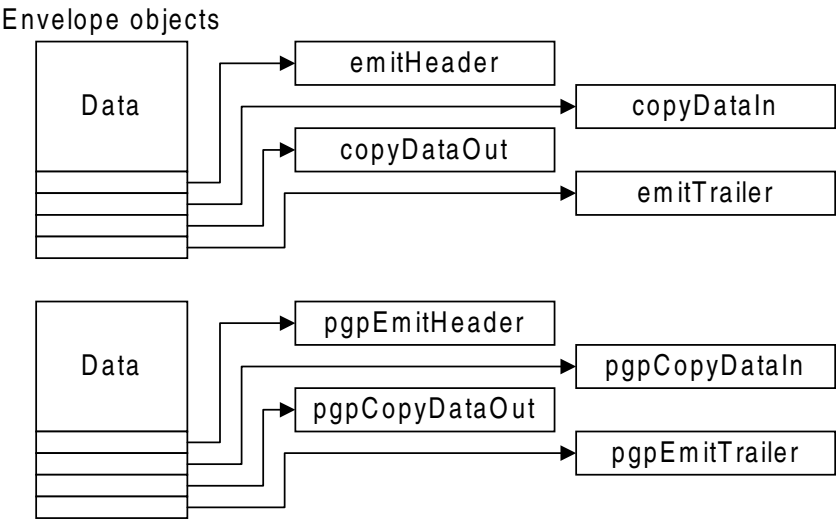 Envelope objects
emitHeader
Data
copyDataIn
copyDataOut
emitTrailer
pgpEmitHeader
Data
pgpCopyDataIn
pgpCopyDataOut
pgpEmitTrailer